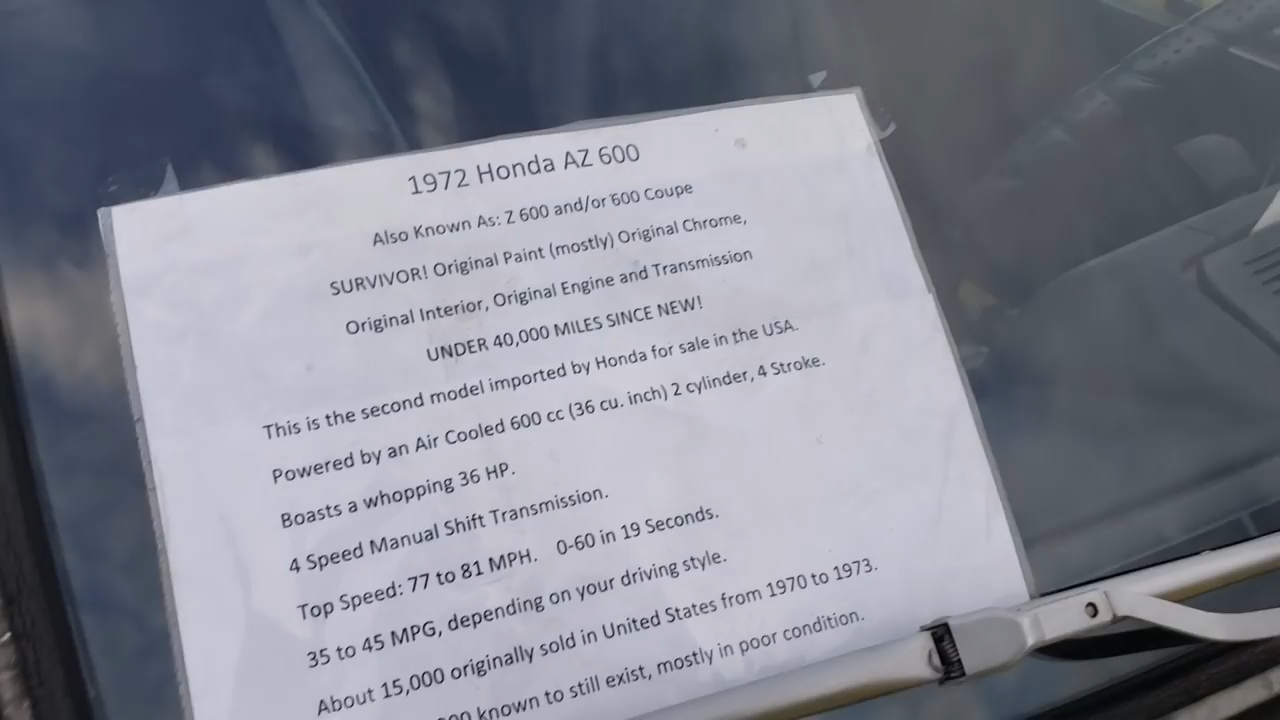 1972 Honda AZ 600
Also Known As: Z 600 and/or 600 Coupe
SURVIVOR! Original Paint (mostly) Original Chrome,
Original Interior, Original Engine and Transmission
UNDER 40,000 MILES SINCE NEW!
This is the second model imported by Honda for sale in the USA.
Powered by an Air Cooled 600 cc (36 cu. inch) 2 cylinder, 4 Stroke.
Boasts a whopping 36 HP.
4 Speed Manual Shift Transmission.
Top Speed: 77 to 81 MPH. 0-60 in 19 Seconds.
35 to 45 MPG, depending on your driving style.
About 15,000 originally sold in United States from 1970 to 1973.
known to still exist, mostly in poor condition.